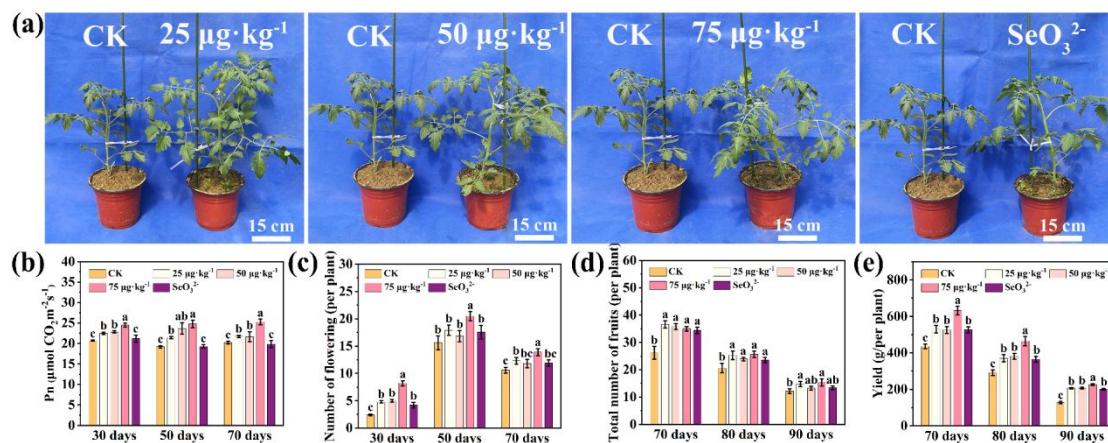 (a)
CK 25 μg·kg⁻¹
15 cm
CK 50 μg·kg⁻¹
15 cm
CK 75 μg·kg⁻¹
15 cm
CK SeO₃²⁻
15 cm
(b)
Pn (μmol CO₂m⁻²s⁻¹)
40
35
30
25
20
15
10
5
0
CK 25 μg·kg⁻¹ 50 μg·kg⁻¹
75 μg·kg⁻¹ SeO₃²⁻
c b b a c
c b ab a c
c b b a c
30 days 50 days 70 days
(c)
Number of flowering (per plant)
30
25
20
15
10
5
0
CK 25 μg·kg⁻¹ 50 μg·kg⁻¹
75 μg·kg⁻¹ SeO₃²⁻
c b b a b
b b b a b
c b bc a bc
30 days 50 days 70 days
(d)
Total number of fruits (per plant)
60
50
40
30
20
10
0
CK 25 μg·kg⁻¹ 50 μg·kg⁻¹
75 μg·kg⁻¹ SeO₃²⁻
b a a a a
b a a a a
b a ab a ab
70 days 80 days 90 days
(e)
Yield (g/per plant)
800
600
400
200
0
CK 25 μg·kg⁻¹ 50 μg·kg⁻¹
75 μg·kg⁻¹ SeO₃²⁻
c b b a b
c b b a b
c b b a b
70 days 80 days 90 days